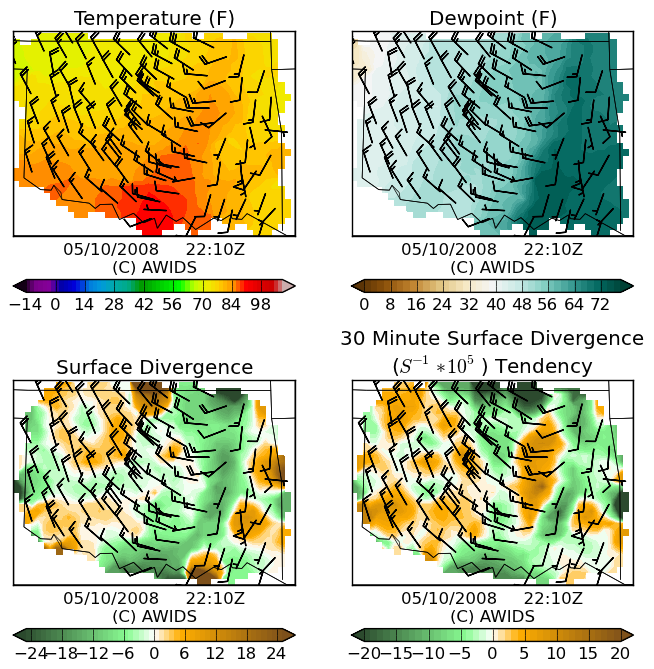 Temperature (F)
Dewpoint (F)
05/10/2008 22:10Z
(C) AWIDS
05/10/2008 22:10Z
(C) AWIDS
−14 0 14 28 42 56 70 84 98
0 8 16 24 32 40 48 56 64 72
Surface Divergence
30 Minute Surface Divergence
(S⁻¹ *10⁵ ) Tendency
05/10/2008 22:10Z
(C) AWIDS
05/10/2008 22:10Z
(C) AWIDS
−24 −18 −12 −6 0 6 12 18 24
−20 −15 −10 −5 0 5 10 15 20